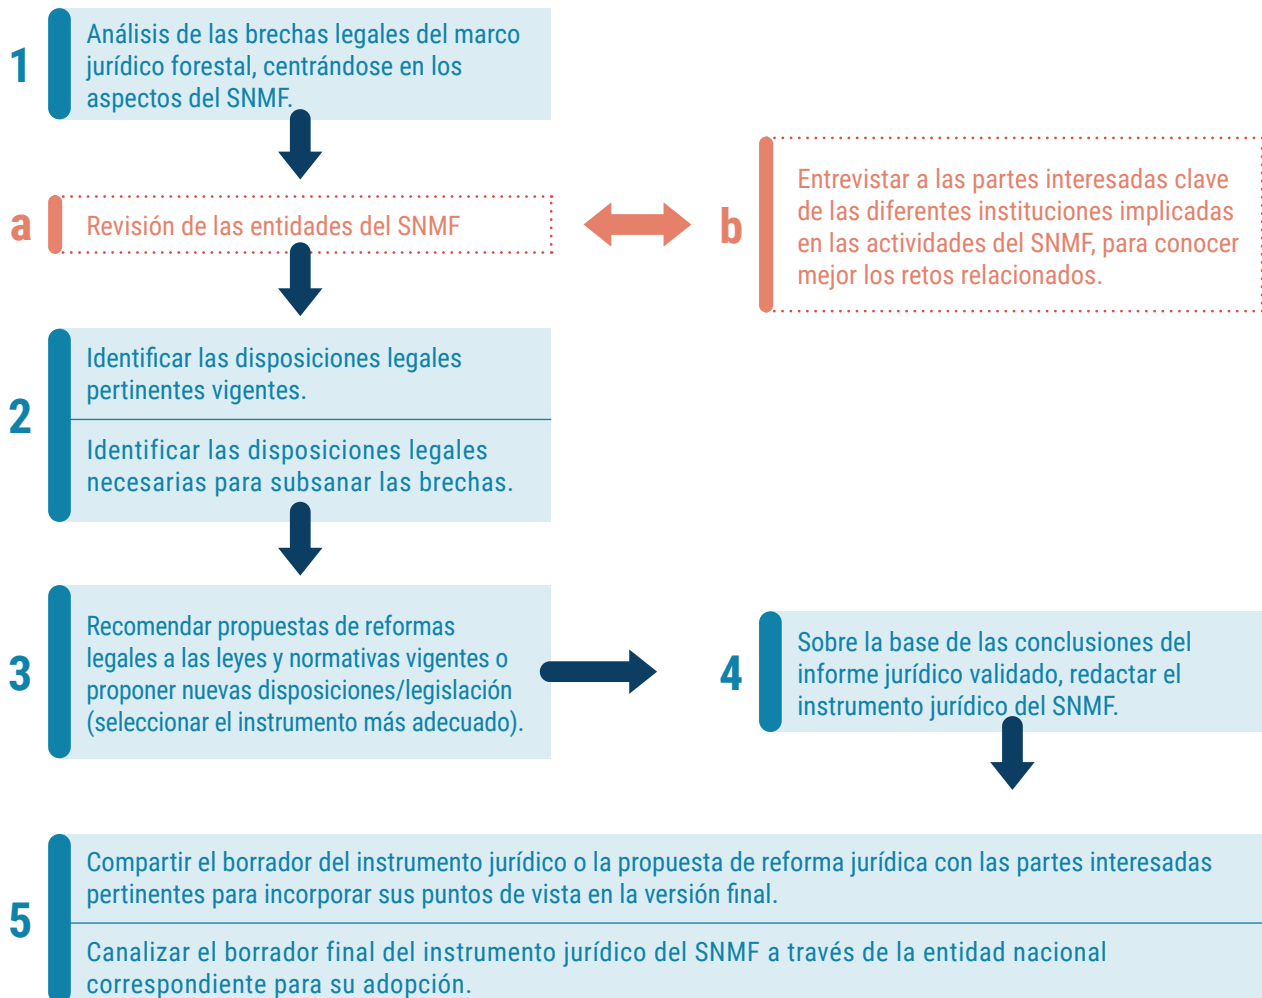 1
Análisis de las brechas legales del marco
jurídico forestal, centrándose en los
aspectos del SNMF.
a
Revisión de las entidades del SNMF
b
Entrevistar a las partes interesadas clave
de las diferentes instituciones implicadas
en las actividades del SNMF, para conocer
mejor los retos relacionados.
2
Identificar las disposiciones legales
pertinentes vigentes.
Identificar las disposiciones legales
necesarias para subsanar las brechas.
3
Recomendar propuestas de reformas
legales a las leyes y normativas vigentes o
proponer nuevas disposiciones/legislación
(seleccionar el instrumento más adecuado).
4
Sobre la base de las conclusiones del
informe jurídico validado, redactar el
instrumento jurídico del SNMF.
5
Compartir el borrador del instrumento jurídico o la propuesta de reforma jurídica con las partes interesadas
pertinentes para incorporar sus puntos de vista en la versión final.
Canalizar el borrador final del instrumento jurídico del SNMF a través de la entidad nacional
correspondiente para su adopción.